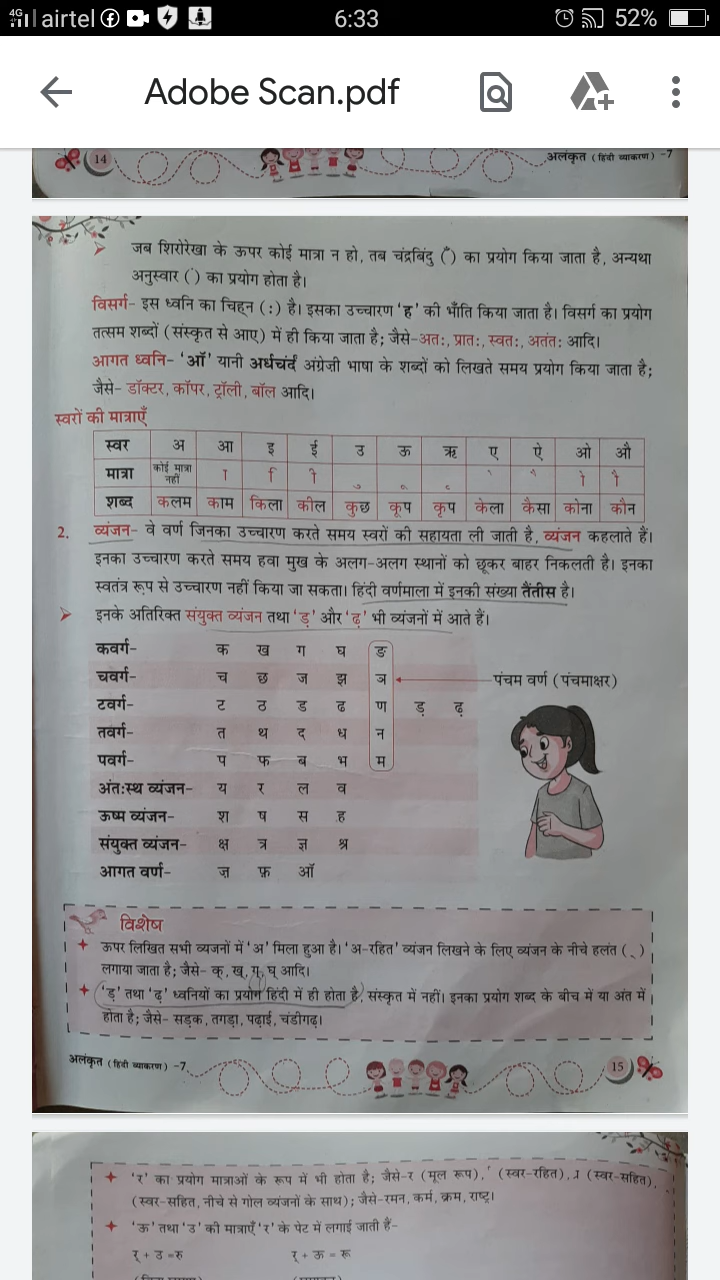 4G airtel 6:33 52%
Adobe Scan.pdf
14 अलंकृत (हिंदी व्याकरण) -7
➤ जब शिरोरेखा के ऊपर कोई मात्रा न हो, तब चंद्रबिंदु (ँ) का प्रयोग किया जाता है, अन्यथा
अनुस्वार (ं) का प्रयोग होता है।
विसर्ग- इस ध्वनि का चिह्न (:) है। इसका उच्चारण 'ह' की भाँति किया जाता है। विसर्ग का प्रयोग
तत्सम शब्दों (संस्कृत से आए) में ही किया जाता है; जैसे-अतः, प्रातः, स्वतः, अतंतः आदि।
आगत ध्वनि- 'ऑ' यानी अर्धचंद्र अंग्रेज़ी भाषा के शब्दों को लिखते समय प्रयोग किया जाता है;
जैसे- डॉक्टर, कॉपर, ट्रॉली, बॉल आदि।
स्वरों की मात्राएँ
स्वर अ आ इ ई उ ऊ ऋ ए ऐ ओ औ
मात्रा कोई मात्रा नहीं ा ि ी ु ू ृ े ै ो ौ
शब्द कलम काम किला कील कुछ कूप कृप केला कैसा कोना कौन
2. व्यंजन- वे वर्ण जिनका उच्चारण करते समय स्वरों की सहायता ली जाती है, व्यंजन कहलाते हैं।
इनका उच्चारण करते समय हवा मुख के अलग-अलग स्थानों को छूकर बाहर निकलती है। इनका
स्वतंत्र रूप से उच्चारण नहीं किया जा सकता। हिंदी वर्णमाला में इनकी संख्या तैंतीस है।
➤ इनके अतिरिक्त संयुक्त व्यंजन तथा 'ड़' और 'ढ़' भी व्यंजनों में आते हैं।
कवर्ग- क ख ग घ ङ
चवर्ग- च छ ज झ ञ पंचम वर्ण (पंचमाक्षर)
टवर्ग- ट ठ ड ढ ण ड़ ढ़
तवर्ग- त थ द ध न
पवर्ग- प फ ब भ म
अंतःस्थ व्यंजन- य र ल व
ऊष्म व्यंजन- श ष स ह
संयुक्त व्यंजन- क्ष त्र ज्ञ श्र
आगत वर्ण- ज़ फ़ ऑ
विशेष
+ ऊपर लिखित सभी व्यजनों में 'अ' मिला हुआ है। 'अ-रहित' व्यंजन लिखने के लिए व्यंजन के नीचे हलंत (्)
लगाया जाता है; जैसे- क्, ख्, ग्, घ् आदि।
+ 'ड़' तथा 'ढ़' ध्वनियों का प्रयोग हिंदी में ही होता है, संस्कृत में नहीं। इनका प्रयोग शब्द के बीच में या अंत में
होता है; जैसे- सड़क, तगड़ा, पढ़ाई, चंडीगढ़।
अलंकृत (हिंदी व्याकरण) -7 15
+ 'र' का प्रयोग मात्राओं के रूप में भी होता है; जैसे-र (मूल रूप), (स्वर-रहित), (स्वर-सहित),
(स्वर-सहित, नीचे से गोल व्यंजनों के साथ); जैसे-रमन, कर्म, क्रम, राष्ट्र।
+ 'ऊ' तथा 'उ' की मात्राएँ 'र' के पेट में लगाई जाती हैं-
र् + उ =रु र् + ऊ = रू